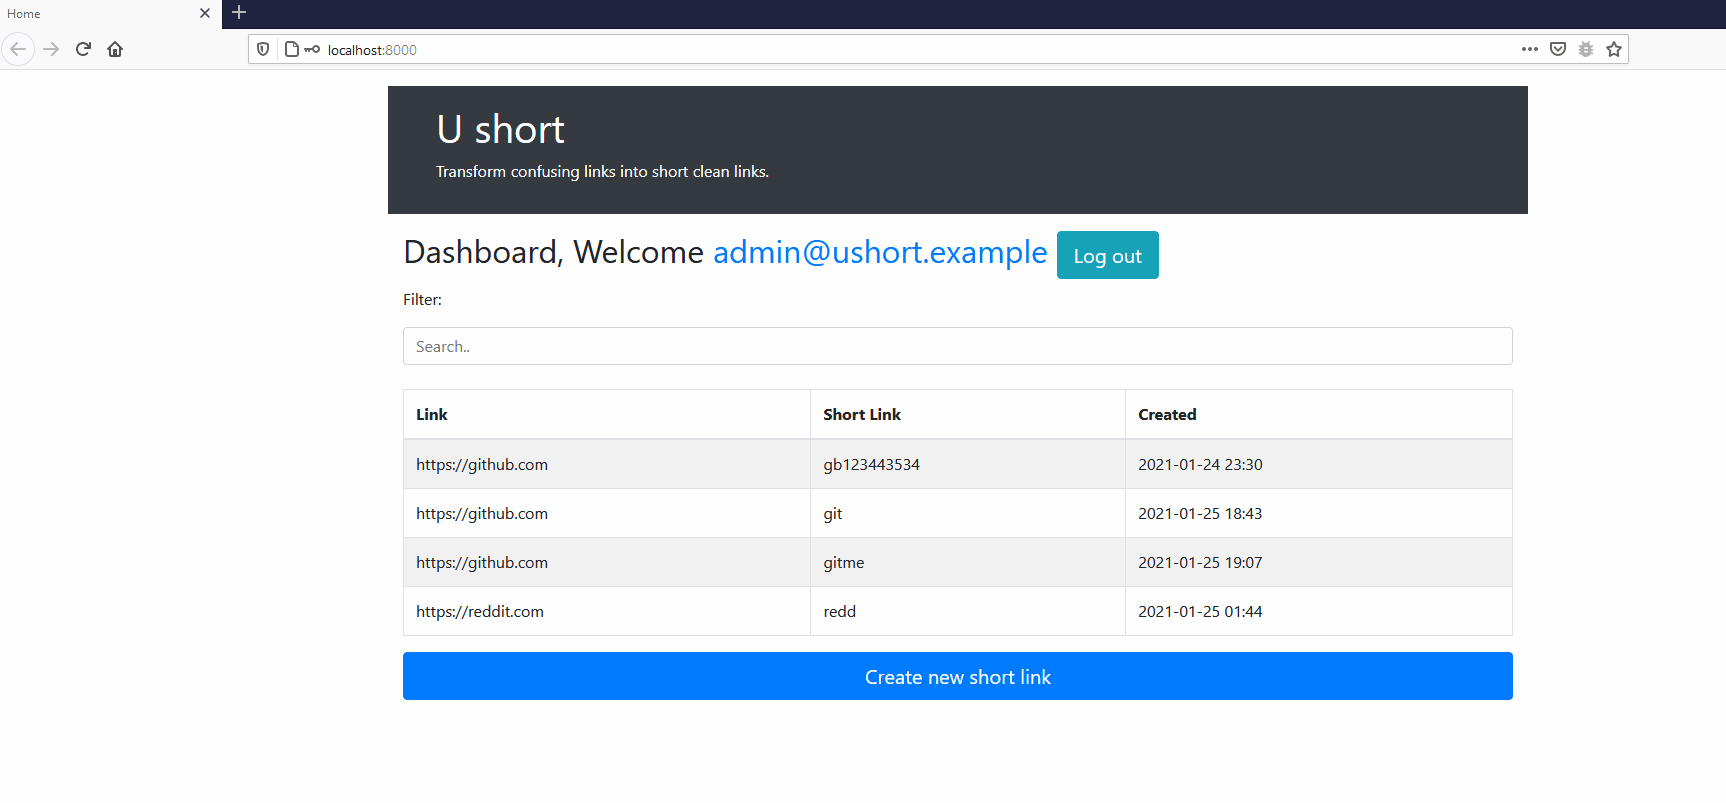 Home
localhost:8000
U short
Transform confusing links into short clean links.
Dashboard, Welcome admin@ushort.example Log out
Filter:
Search..
Link Short Link Created
https://github.com gb123443534 2021-01-24 23:30
https://github.com git 2021-01-25 18:43
https://github.com gitme 2021-01-25 19:07
https://reddit.com redd 2021-01-25 01:44
Create new short link